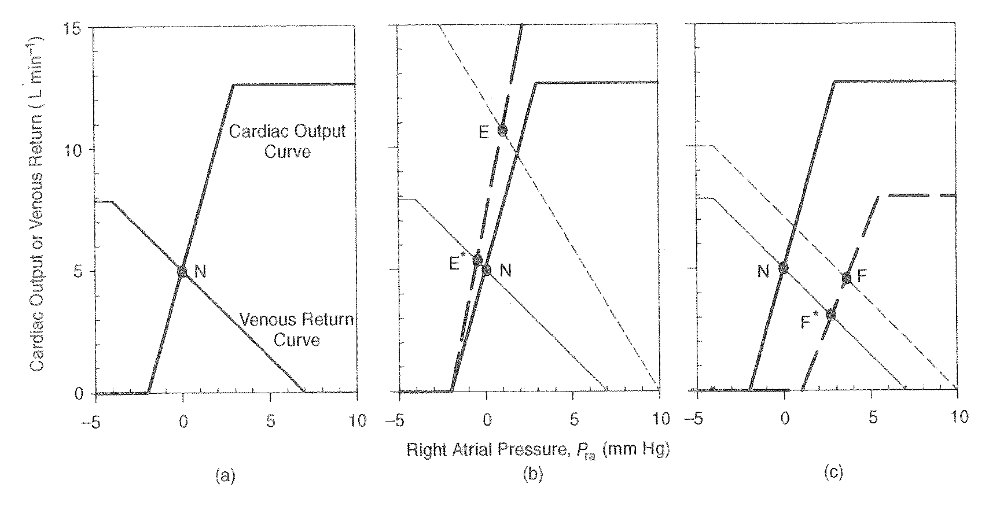 Cardiac Output or Venous Return ( L min⁻¹)
15
10
5
0
Cardiac Output
Curve
N
Venous Return
Curve
E
E*
N
N
F
F*
–5 0 5 10
–5 0 5 10
–5 0 5 10
Right Atrial Pressure, Pra (mm Hg)
(a)
(b)
(c)